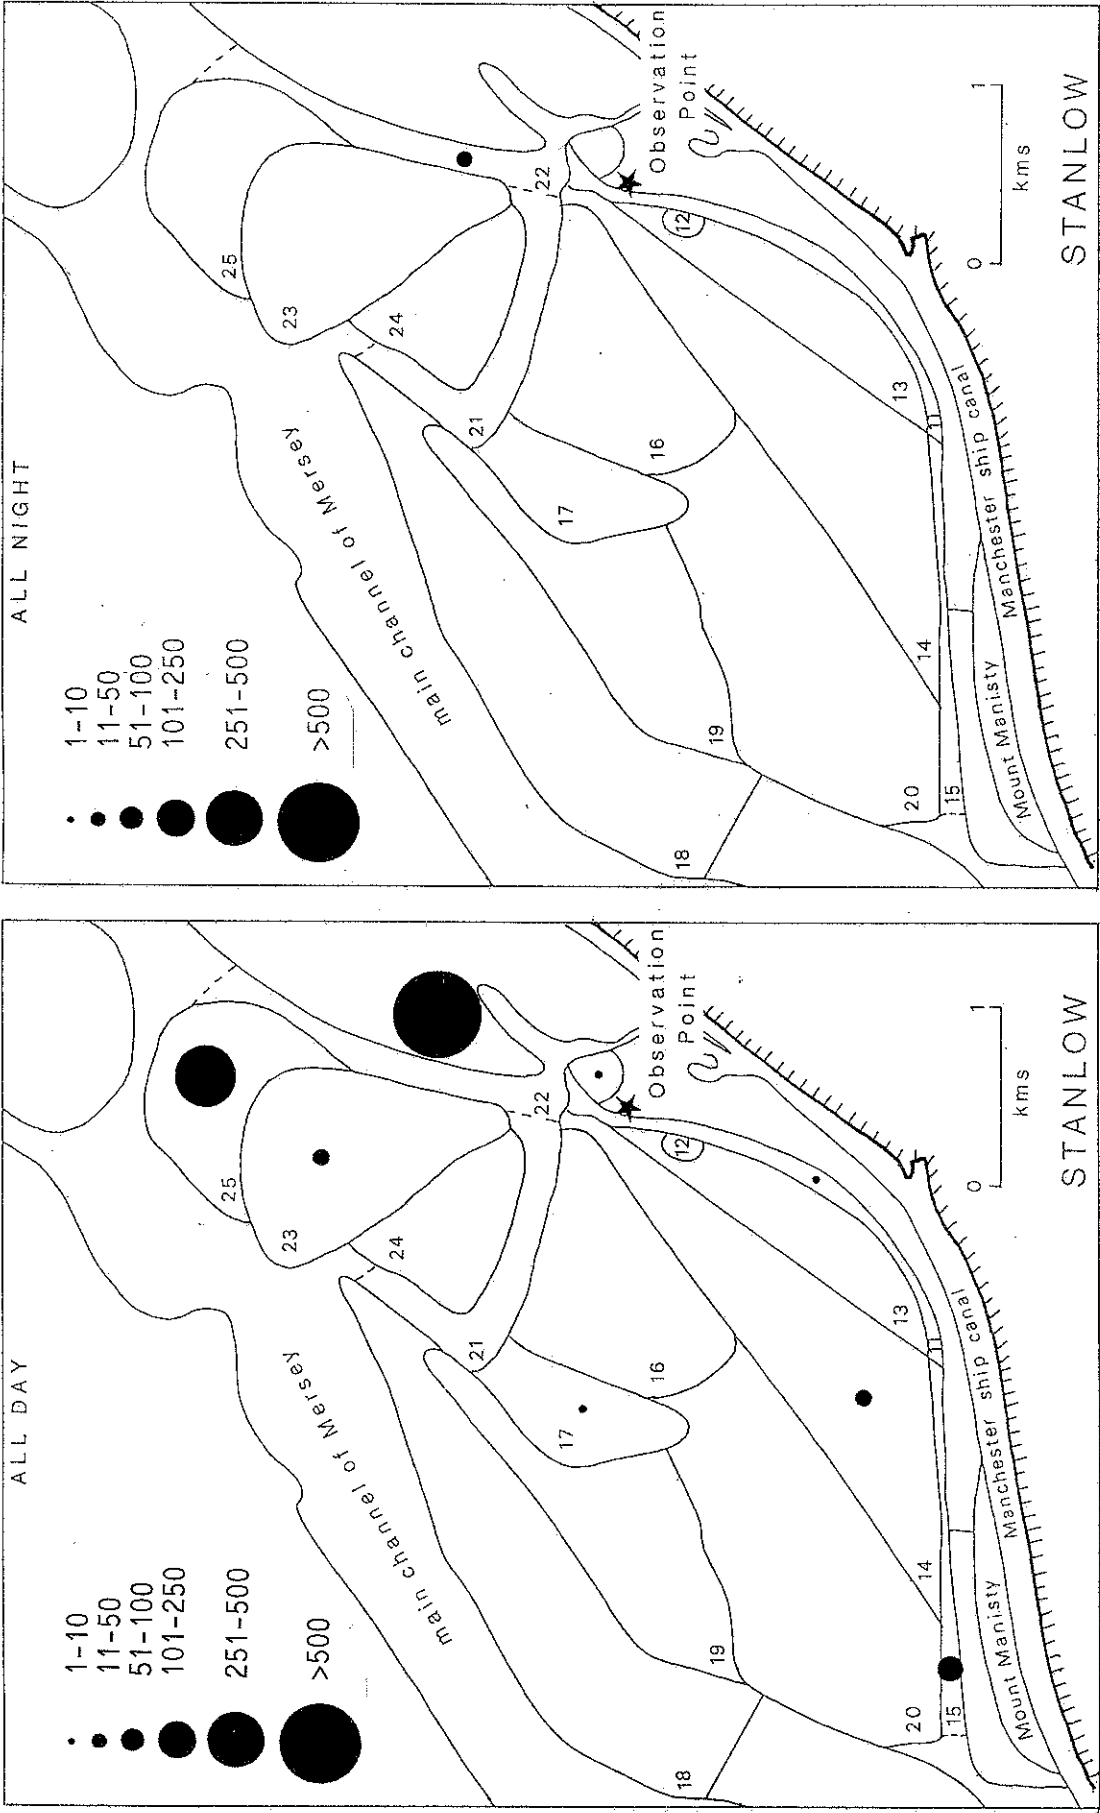 ALL DAY
1-10
11-50
51-100
101-250
251-500
>500
main channel of Mersey
25
23
24
22
21
12
17
16
13
11
19
14
18
20
15
Observation
Point
Manchester ship canal
Mount Manisty
0
1
kms
STANLOW
ALL NIGHT
1-10
11-50
51-100
101-250
251-500
>500
main channel of Mersey
25
23
24
22
21
12
17
16
13
11
19
14
18
20
15
Observation
Point
Manchester ship canal
Mount Manisty
0
1
kms
STANLOW